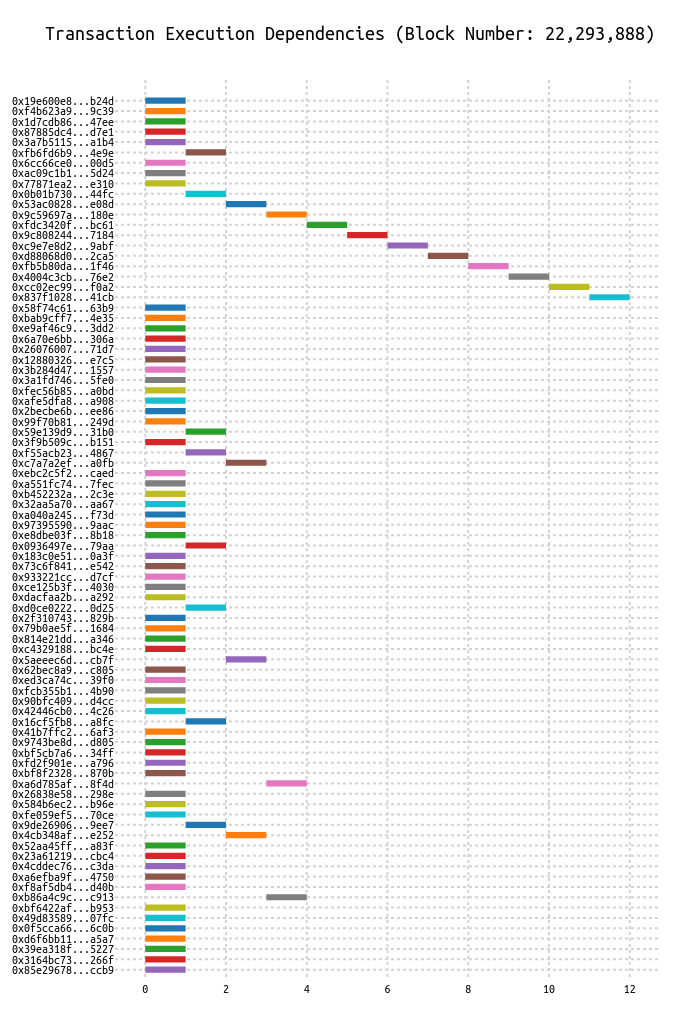 Transaction Execution Dependencies (Block Number: 22,293,888)
0x19e600e8...b24d
0xf4b623a9...9c39
0x1d7cdb86...47ee
0x87885dc4...d7e1
0x3a7b5115...a1b4
0xfb6fd6b9...4e9e
0x6cc66ce0...00d5
0xac09c1b1...5d24
0x77871ea2...e310
0x0b01b730...44fc
0x53ac0828...e08d
0x9c59697a...180e
0xfdc3420f...bc61
0x9c808244...7184
0xc9e7e8d2...9abf
0xd88068d0...2ca5
0xfb5b80da...1f46
0x4004c3cb...76e2
0xcc02ec99...f0a2
0x837f1028...41cb
0x58f74c61...63b9
0xbab9cff7...4e35
0xe9af46c9...3dd2
0x6a70e6bb...306a
0x26076007...71d7
0x12880326...e7c5
0x3b284d47...1557
0x3a1fd746...5fe0
0xfec56b85...a0bd
0xafe5dfa8...a908
0x2becbe6b...ee86
0x99f70b81...249d
0x59e139d9...31b0
0x3f9b509c...b151
0xf55acb23...4867
0xc7a7a2ef...a0fb
0xebc2c5f2...caed
0xa551fc74...7fec
0xb452232a...2c3e
0x32aa5a70...aa67
0xa040a245...f73d
0x97395590...9aac
0xe8dbe03f...8b18
0x0936497e...79aa
0x183c0e51...0a3f
0x73c6f841...e542
0x933221cc...d7cf
0xce125b3f...4030
0xdacfaa2b...a292
0xd0ce0222...0d25
0x2f310743...829b
0x79b0ae5f...1684
0x814e21dd...a346
0xc4329188...bc4e
0x5aeeec6d...cb7f
0x62bec8a9...c805
0xed3ca74c...39f0
0xfcb355b1...4b90
0x90bfc409...d4cc
0x42446cb0...4c26
0x16cf5fb8...a8fc
0x41b7ffc2...6af3
0x9743be8d...d805
0xbf5cb7a6...34ff
0xfd2f901e...a796
0xbf8f2328...870b
0xa6d785af...8f4d
0x26838e58...298e
0x584b6ec2...b96e
0xfe059ef5...70ce
0x9de26906...9ee7
0x4cb348af...e252
0x52aa45ff...a83f
0x23a61219...cbc4
0x4cddec76...c3da
0xa6efba9f...4750
0xf8af5db4...d40b
0xb86a4c9c...c913
0xbf6422af...b953
0x49d83589...07fc
0x0f5cca66...6c0b
0xd6f6bb11...a5a7
0x39ea318f...5227
0x3164bc73...266f
0x85e29678...ccb9
0 2 4 6 8 10 12